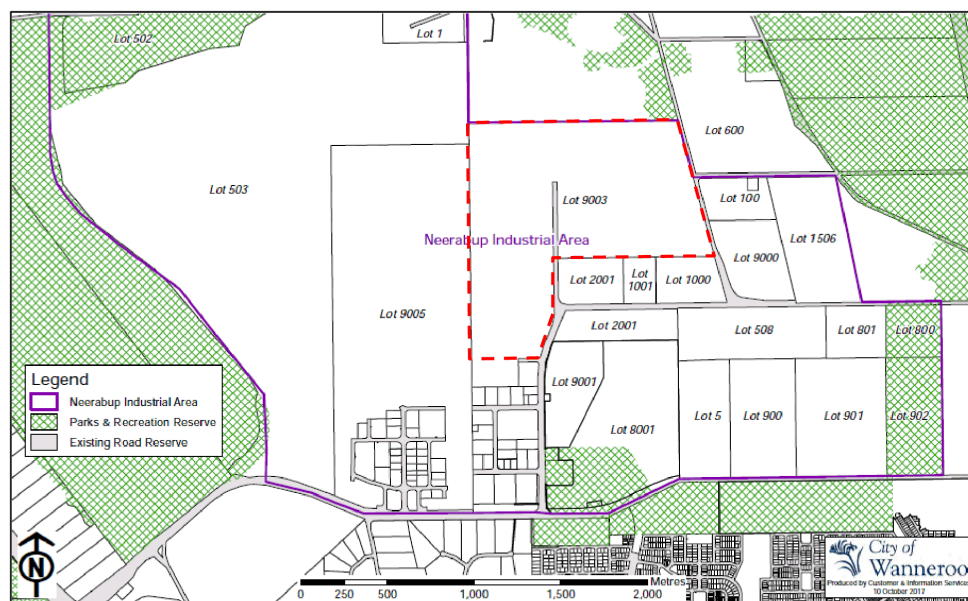 Lot 502
Lot 1
Lot 600
Lot 503
Lot 9003
Lot 100
Neerabup Industrial Area
Lot 1506
Lot 9000
Lot 2001
Lot
1001
Lot 1000
Lot 9005
Lot 2001
Lot 508
Lot 801
Lot 800
Lot 9001
Lot 5
Lot 900
Lot 901
Lot 902
Lot 8001
Legend
Neerabup Industrial Area
Parks & Recreation Reserve
Existing Road Reserve
N
Metres
0 250 500 1,000 1,500 2,000
City of
Wanneroo
Produced by Customer & Information Services
10 October 2017